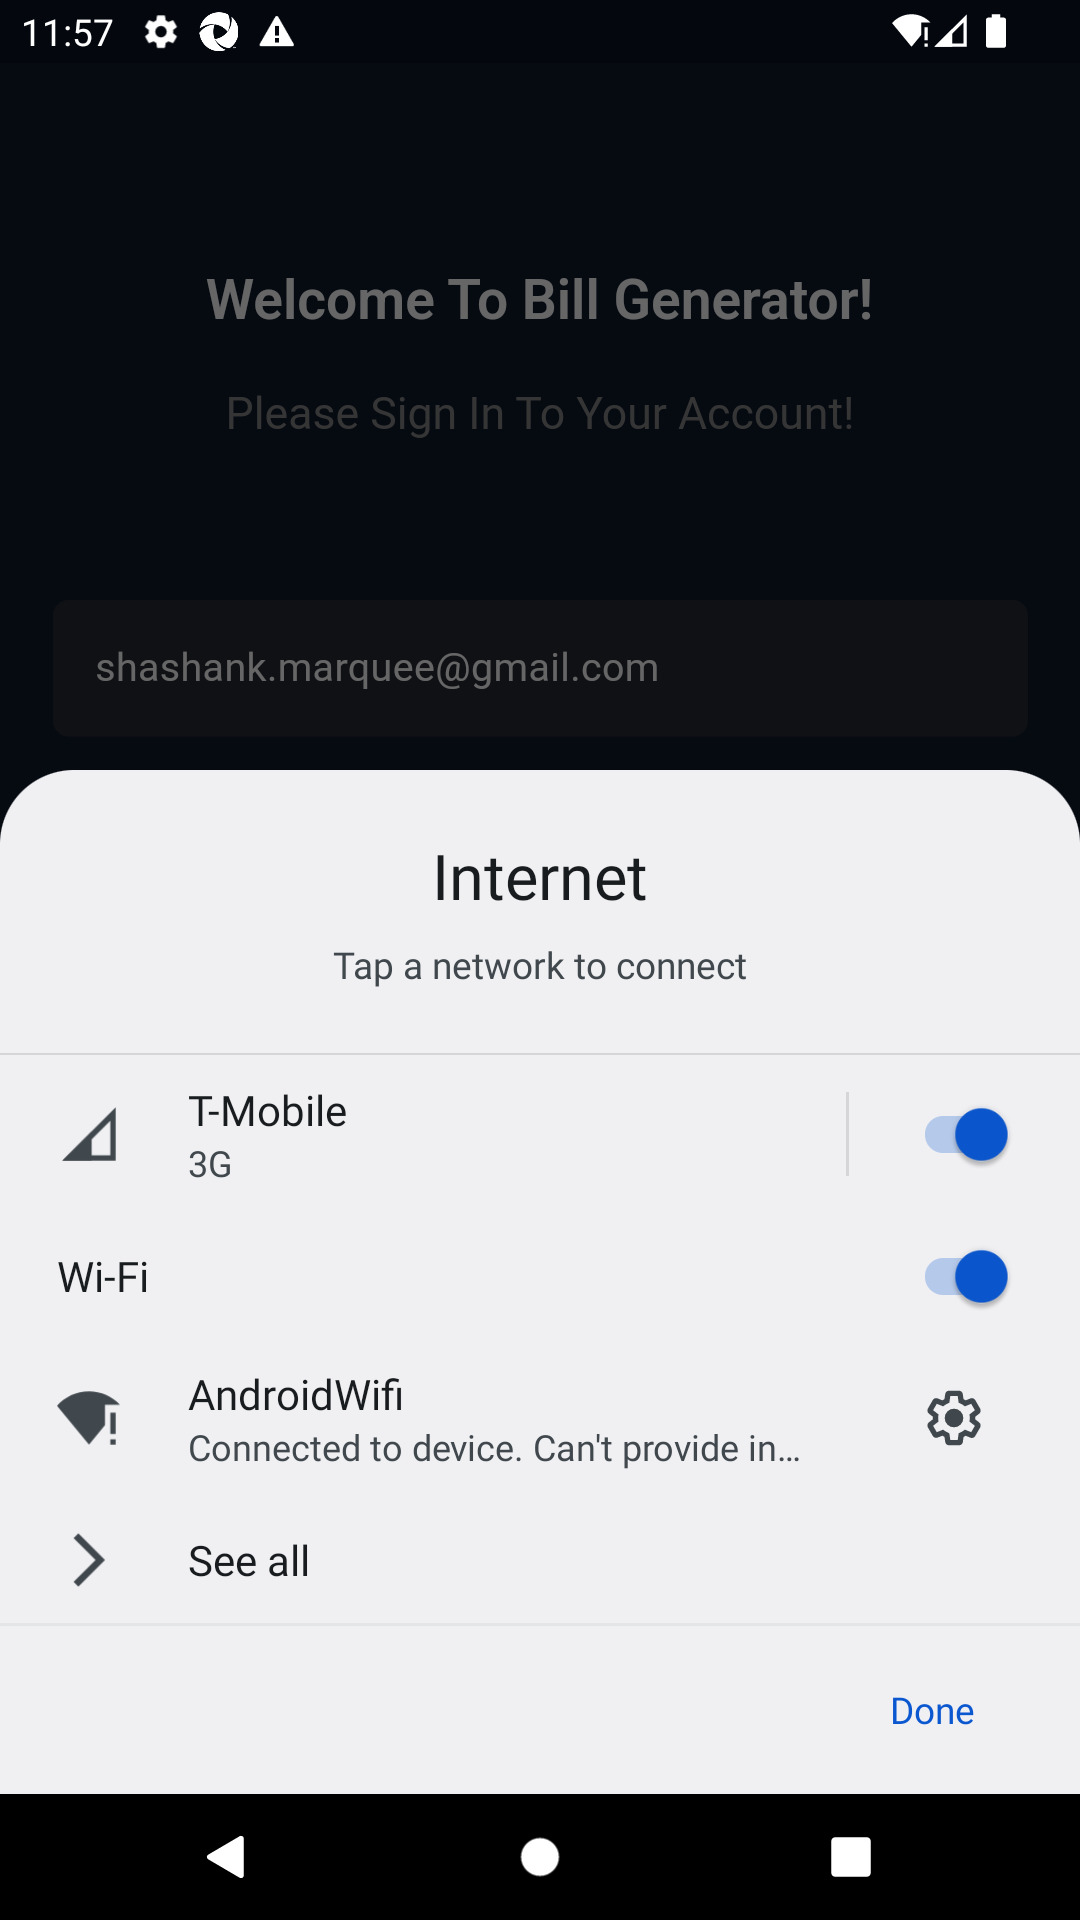 11:57
Welcome To Bill Generator!
Please Sign In To Your Account!
shashank.marquee@gmail.com
Internet
Tap a network to connect
T-Mobile
3G
Wi-Fi
AndroidWifi
Connected to device. Can't provide in…
See all
Done